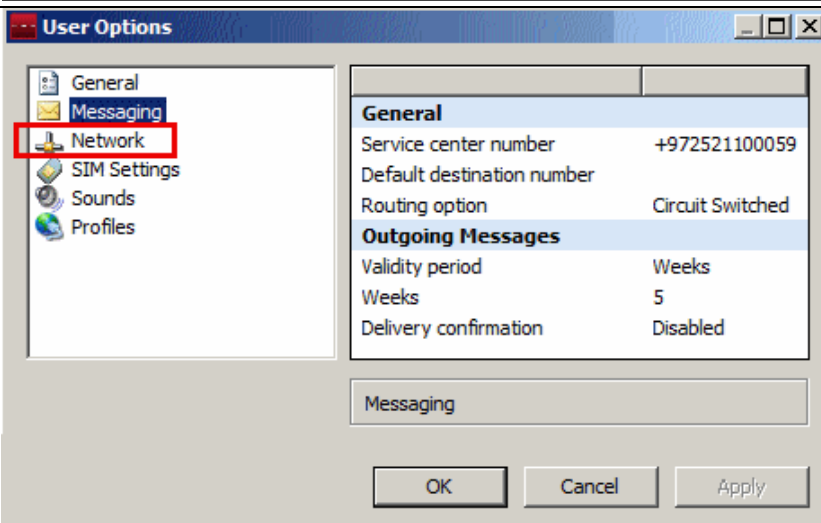 User Options
General
Messaging
Network
SIM Settings
Sounds
Profiles
General
Service center number +972521100059
Default destination number
Routing option Circuit Switched
Outgoing Messages
Validity period Weeks
Weeks 5
Delivery confirmation Disabled
Messaging
OK Cancel Apply